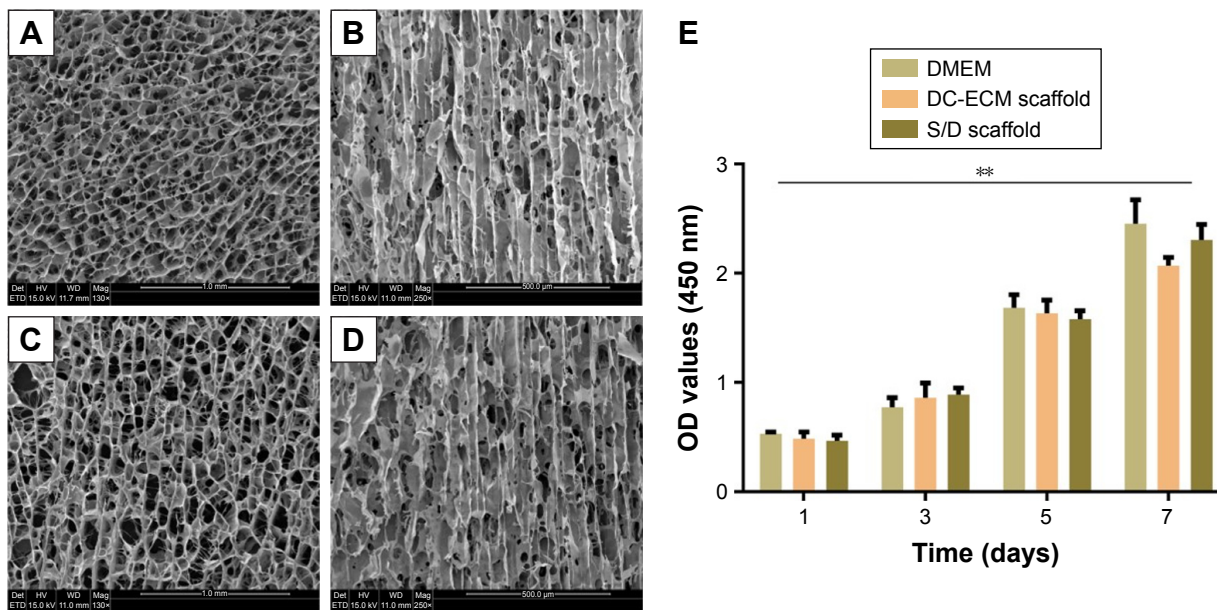 A
Det HV WD Mag
ETD 15.0 kV 11.7 mm 130× 1.0 mm
B
Det HV WD Mag
ETD 15.0 kV 11.0 mm 250× 500.0 µm
C
Det HV WD Mag
ETD 15.0 kV 11.0 mm 130× 1.0 mm
D
Det HV WD Mag
ETD 15.0 kV 11.0 mm 250× 500.0 µm
E
DMEM
DC-ECM scaffold
S/D scaffold
**
OD values (450 nm)
3
2
1
0
1 3 5 7
Time (days)